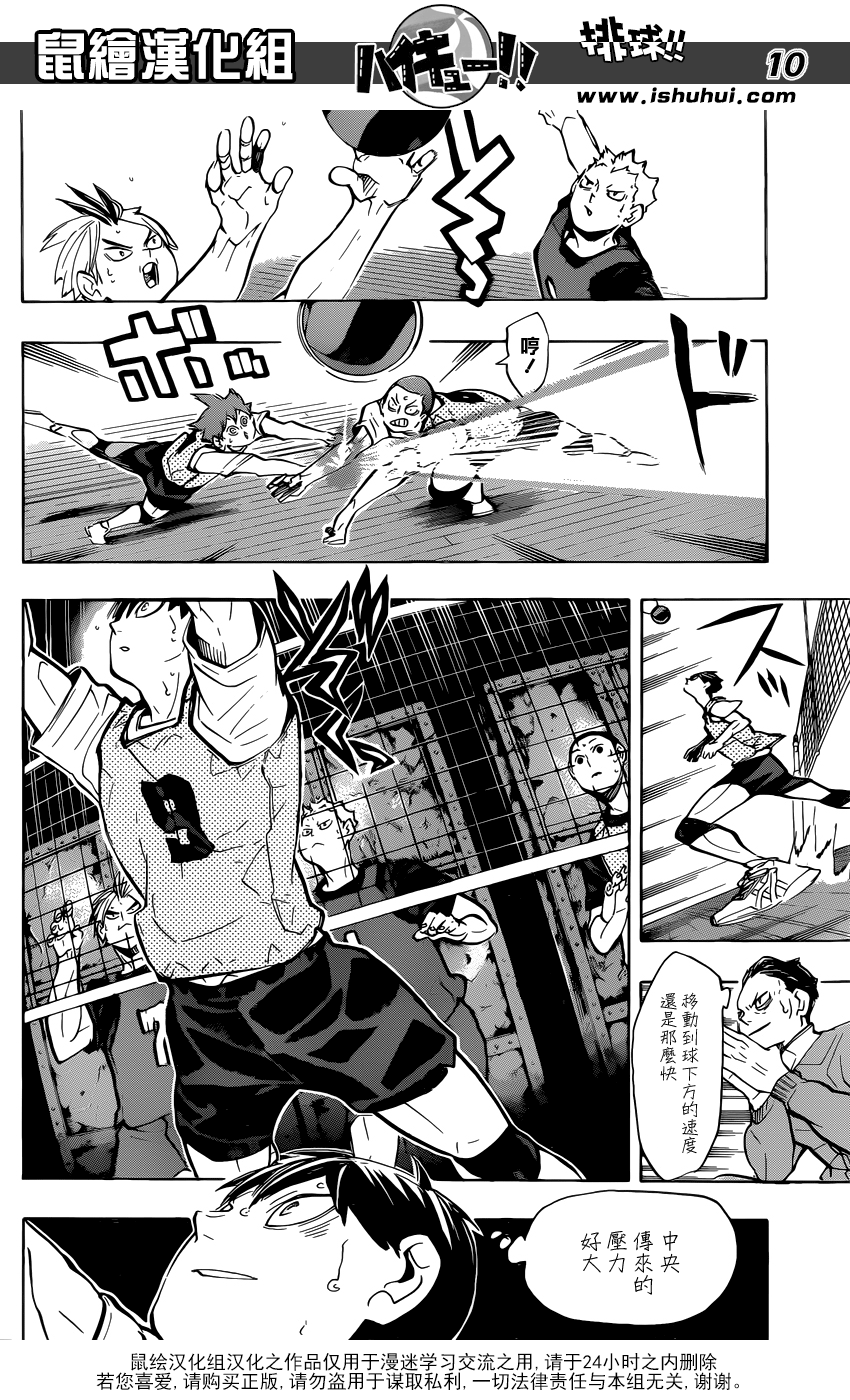 鼠繪漢化組
ハイキュー!!
排球!!
10
www.ishuhui.com
哼!
ボッ
ド
ス
移動到球下方的速度
還是那麼快
中央
傳來的
壓力
好大
鼠绘汉化组汉化之作品仅用于漫迷学习交流之用,请于24小时之内删除
若您喜爱,请购买正版,请勿盗用于谋取私利,一切法律责任与本组无关,谢谢。